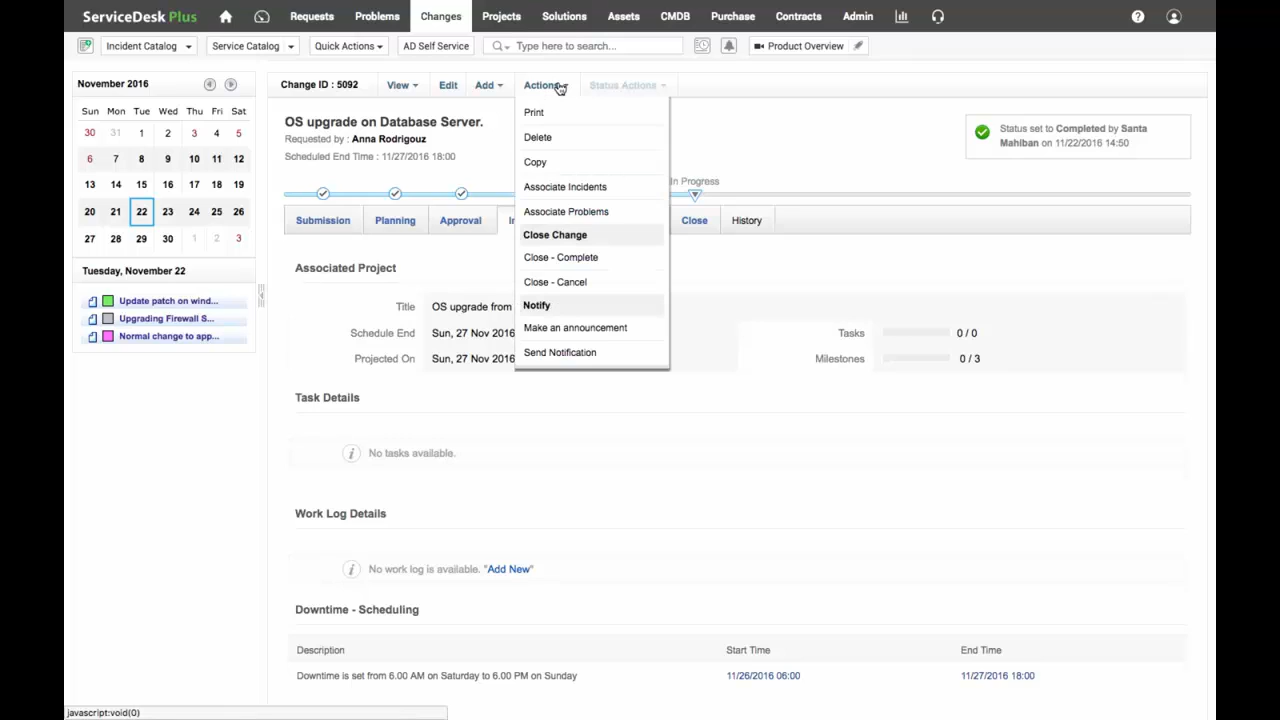 ServiceDesk Plus
Requests Problems Changes Projects Solutions Assets CMDB Purchase Contracts Admin
Incident Catalog Service Catalog Quick Actions AD Self Service Type here to search... Product Overview
November 2016
Sun Mon Tue Wed Thu Fri Sat
30 31 1 2 3 4 5
6 7 8 9 10 11 12
13 14 15 16 17 18 19
20 21 22 23 24 25 26
27 28 29 30 1 2 3
Tuesday, November 22
Update patch on wind...
Upgrading Firewall S...
Normal change to app...
Change ID : 5092 View Edit Add Actions Status Actions
OS upgrade on Database Server.
Requested by : Anna Rodrigouz
Scheduled End Time : 11/27/2016 18:00
Status set to Completed by Santa
Mahiban on 11/22/2016 14:50
Print
Delete
Copy
Associate Incidents
Associate Problems
Close Change
Close - Complete
Close - Cancel
Notify
Make an announcement
Send Notification
In Progress
Submission Planning Approval Close History
Associated Project
Title OS upgrade from
Schedule End Sun, 27 Nov 2016
Tasks 0 / 0
Projected On Sun, 27 Nov 2016
Milestones 0 / 3
Task Details
No tasks available.
Work Log Details
No work log is available. "Add New"
Downtime - Scheduling
Description Start Time End Time
Downtime is set from 6.00 AM on Saturday to 6.00 PM on Sunday 11/26/2016 06:00 11/27/2016 18:00
javascript:void(0)